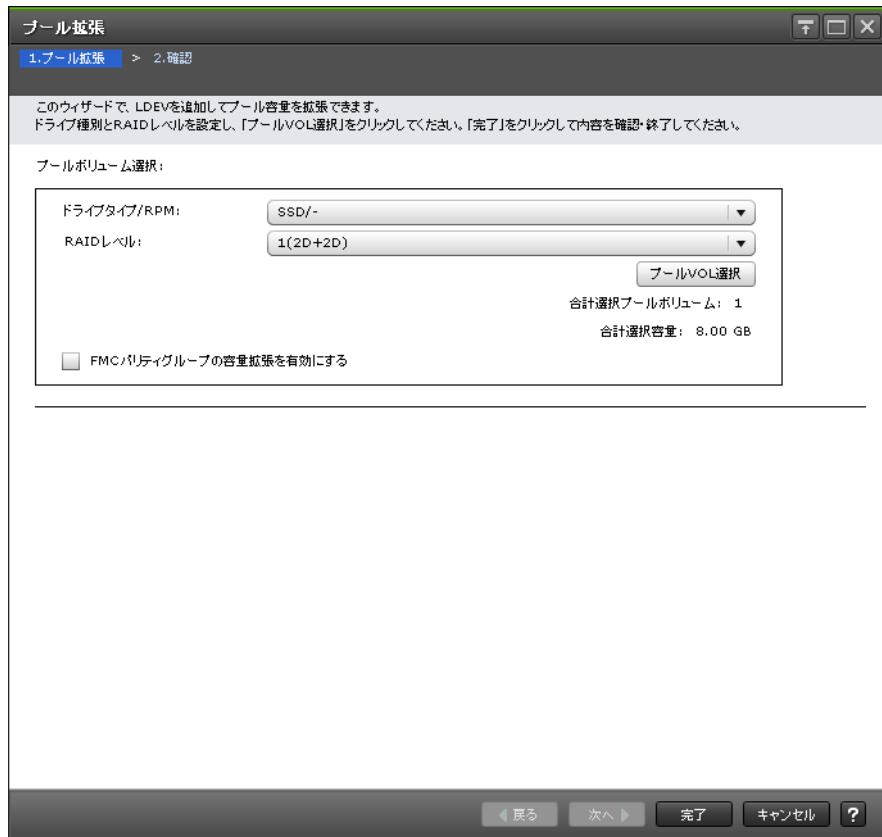 プール拡張
1.プール拡張 > 2.確認
このウィザードで、LDEVを追加してプール容量を拡張できます。
ドライブ種別とRAIDレベルを設定し、「プールVOL選択」をクリックしてください。「完了」をクリックして内容を確認・終了してください。
プールボリューム選択:
ドライブタイプ/RPM: SSD/-
RAIDレベル: 1(2D+2D)
プールVOL選択
合計選択プールボリューム: 1
合計選択容量: 8.00 GB
FMCパリティグループの容量拡張を有効にする
戻る 次へ 完了 キャンセル ?